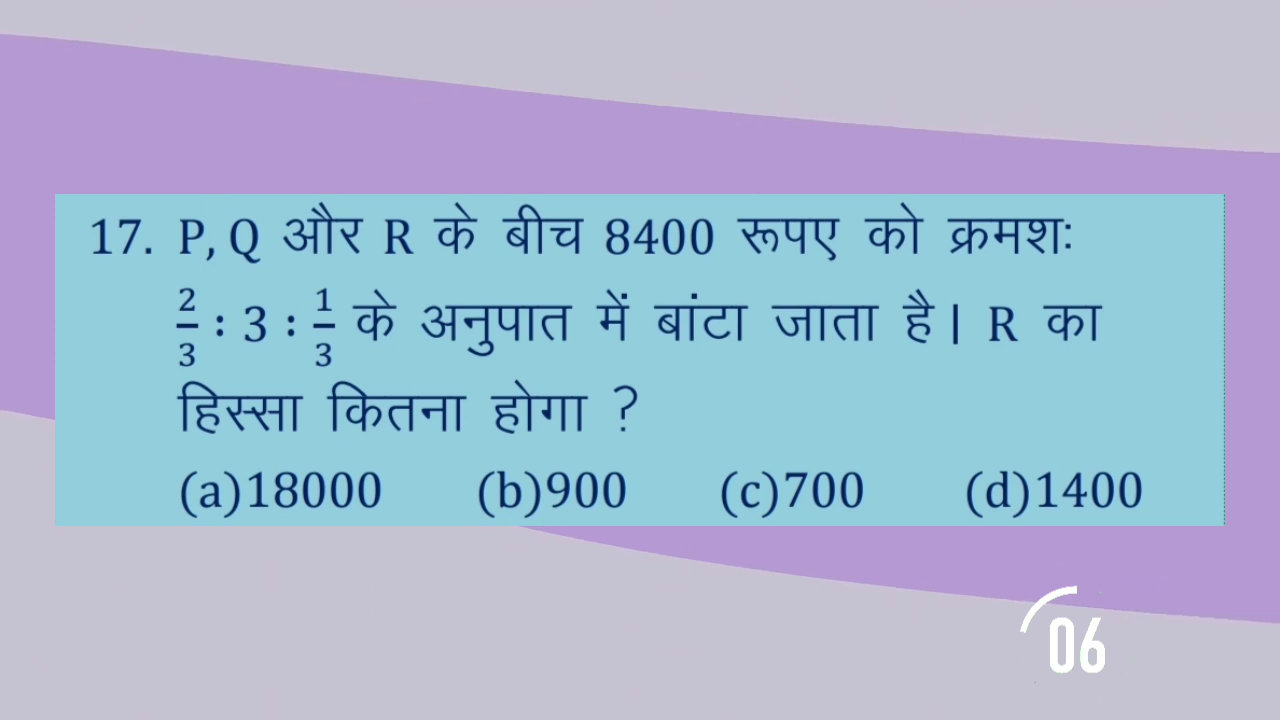 17. P, Q और R के बीच 8400 रूपए को क्रमशः
2/3 : 3 : 1/3 के अनुपात में बांटा जाता है| R का
हिस्सा कितना होगा ?
(a)18000 (b)900 (c)700 (d)1400
06